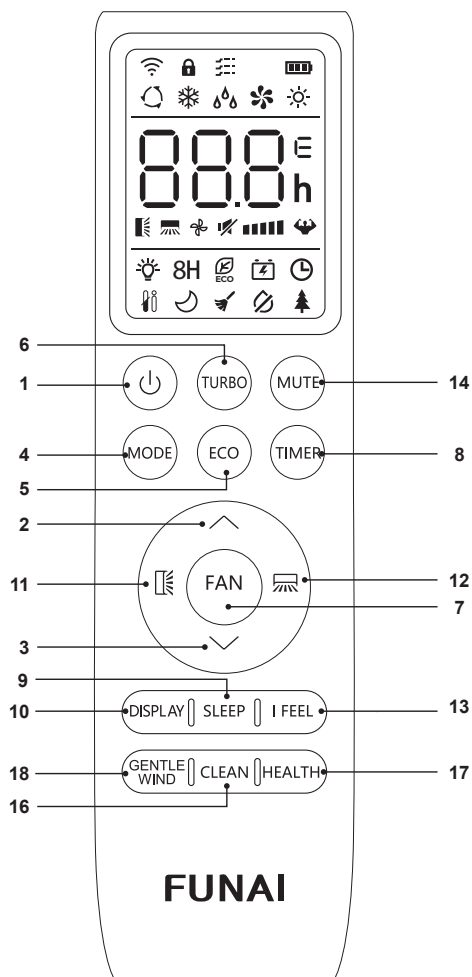 88.8 E
h
8H ECO
6
1 TURBO MUTE 14
4 MODE ECO TIMER 8
5
2
11 FAN 12
7
3
9
10 DISPLAY SLEEP I FEEL 13
18 GENTLE WIND CLEAN HEALTH 17
16
FUNAI